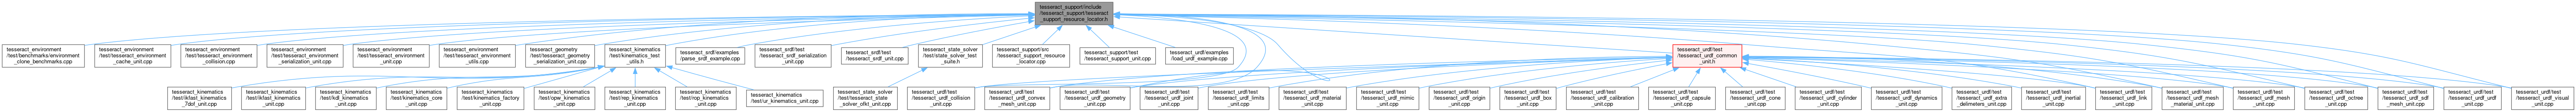 tesseract_support/include
/tesseract_support/tesseract
_support_resource_locator.h
tesseract_environment
/test/benchmarks/environment
_clone_benchmarks.cpp
tesseract_environment
/test/tesseract_environment
_cache_unit.cpp
tesseract_environment
/test/tesseract_environment
_collision.cpp
tesseract_environment
/test/tesseract_environment
_serialization_unit.cpp
tesseract_environment
/test/tesseract_environment
_unit.cpp
tesseract_environment
/test/tesseract_environment
_utils.cpp
tesseract_geometry
/test/tesseract_geometry
_serialization_unit.cpp
tesseract_kinematics
/test/kinematics_test
_utils.h
tesseract_srdf/examples
/parse_srdf_example.cpp
tesseract_srdf/test
/tesseract_srdf_serialization
_unit.cpp
tesseract_srdf/test
/tesseract_srdf_unit.cpp
tesseract_state_solver
/test/state_solver_test
_suite.h
tesseract_support/src
/tesseract_support_resource
_locator.cpp
tesseract_support/test
/tesseract_support_unit.cpp
tesseract_urdf/examples
/load_urdf_example.cpp
tesseract_urdf/test
/tesseract_urdf_common
_unit.h
tesseract_kinematics
/test/ikfast_kinematics
_7dof_unit.cpp
tesseract_kinematics
/test/ikfast_kinematics
_unit.cpp
tesseract_kinematics
/test/kdl_kinematics
_unit.cpp
tesseract_kinematics
/test/kinematics_core
_unit.cpp
tesseract_kinematics
/test/kinematics_factory
_unit.cpp
tesseract_kinematics
/test/opw_kinematics
_unit.cpp
tesseract_kinematics
/test/rep_kinematics
_unit.cpp
tesseract_kinematics
/test/rop_kinematics
_unit.cpp
tesseract_kinematics
/test/ur_kinematics_unit.cpp
tesseract_state_solver
/test/tesseract_state
_solver_ofkt_unit.cpp
tesseract_urdf/test
/tesseract_urdf_collision
_unit.cpp
tesseract_urdf/test
/tesseract_urdf_convex
_mesh_unit.cpp
tesseract_urdf/test
/tesseract_urdf_geometry
_unit.cpp
tesseract_urdf/test
/tesseract_urdf_joint
_unit.cpp
tesseract_urdf/test
/tesseract_urdf_limits
_unit.cpp
tesseract_urdf/test
/tesseract_urdf_material
_unit.cpp
tesseract_urdf/test
/tesseract_urdf_mimic
_unit.cpp
tesseract_urdf/test
/tesseract_urdf_origin
_unit.cpp
tesseract_urdf/test
/tesseract_urdf_box
_unit.cpp
tesseract_urdf/test
/tesseract_urdf_calibration
_unit.cpp
tesseract_urdf/test
/tesseract_urdf_capsule
_unit.cpp
tesseract_urdf/test
/tesseract_urdf_cone
_unit.cpp
tesseract_urdf/test
/tesseract_urdf_cylinder
_unit.cpp
tesseract_urdf/test
/tesseract_urdf_dynamics
_unit.cpp
tesseract_urdf/test
/tesseract_urdf_extra
_delimeters_unit.cpp
tesseract_urdf/test
/tesseract_urdf_inertial
_unit.cpp
tesseract_urdf/test
/tesseract_urdf_link
_unit.cpp
tesseract_urdf/test
/tesseract_urdf_mesh
_material_unit.cpp
tesseract_urdf/test
/tesseract_urdf_mesh
_unit.cpp
tesseract_urdf/test
/tesseract_urdf_octree
_unit.cpp
tesseract_urdf/test
/tesseract_urdf_sdf
_mesh_unit.cpp
tesseract_urdf/test
/tesseract_urdf_urdf
_unit.cpp
tesseract_urdf/test
/tesseract_urdf_visual
_unit.cpp